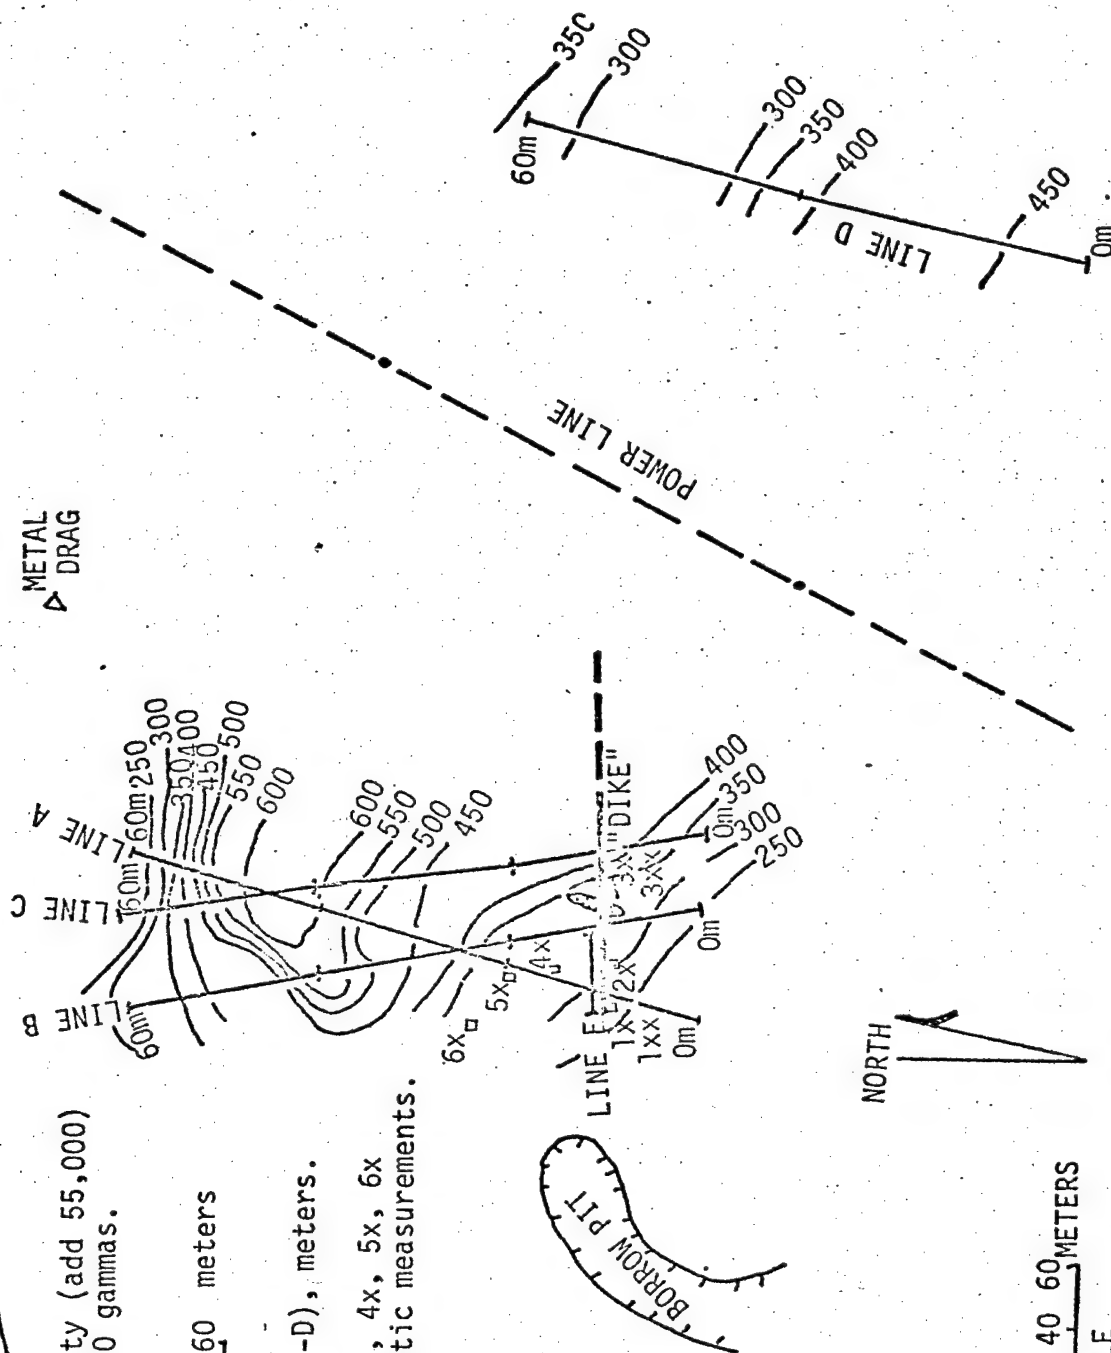 METAL
DRAG
35C
300
60m
300
350
400
LINE D
450
0m
POWER LINE
LINE A
LINE C
LINE B
60m
60m
60m
250
300
350
400
450
500
550
600
600
550
500
450
400
350
300
250
"DIKE"
LINE E
1x
2x
3x
1xx
3xx
4x
5x
6x
0m
0m
0m
ty (add 55,000)
0 gammas.
60 meters
-D), meters.
, 4x, 5x, 6x
tic measurements.
BORROW PIT
NORTH
40 60
METERS